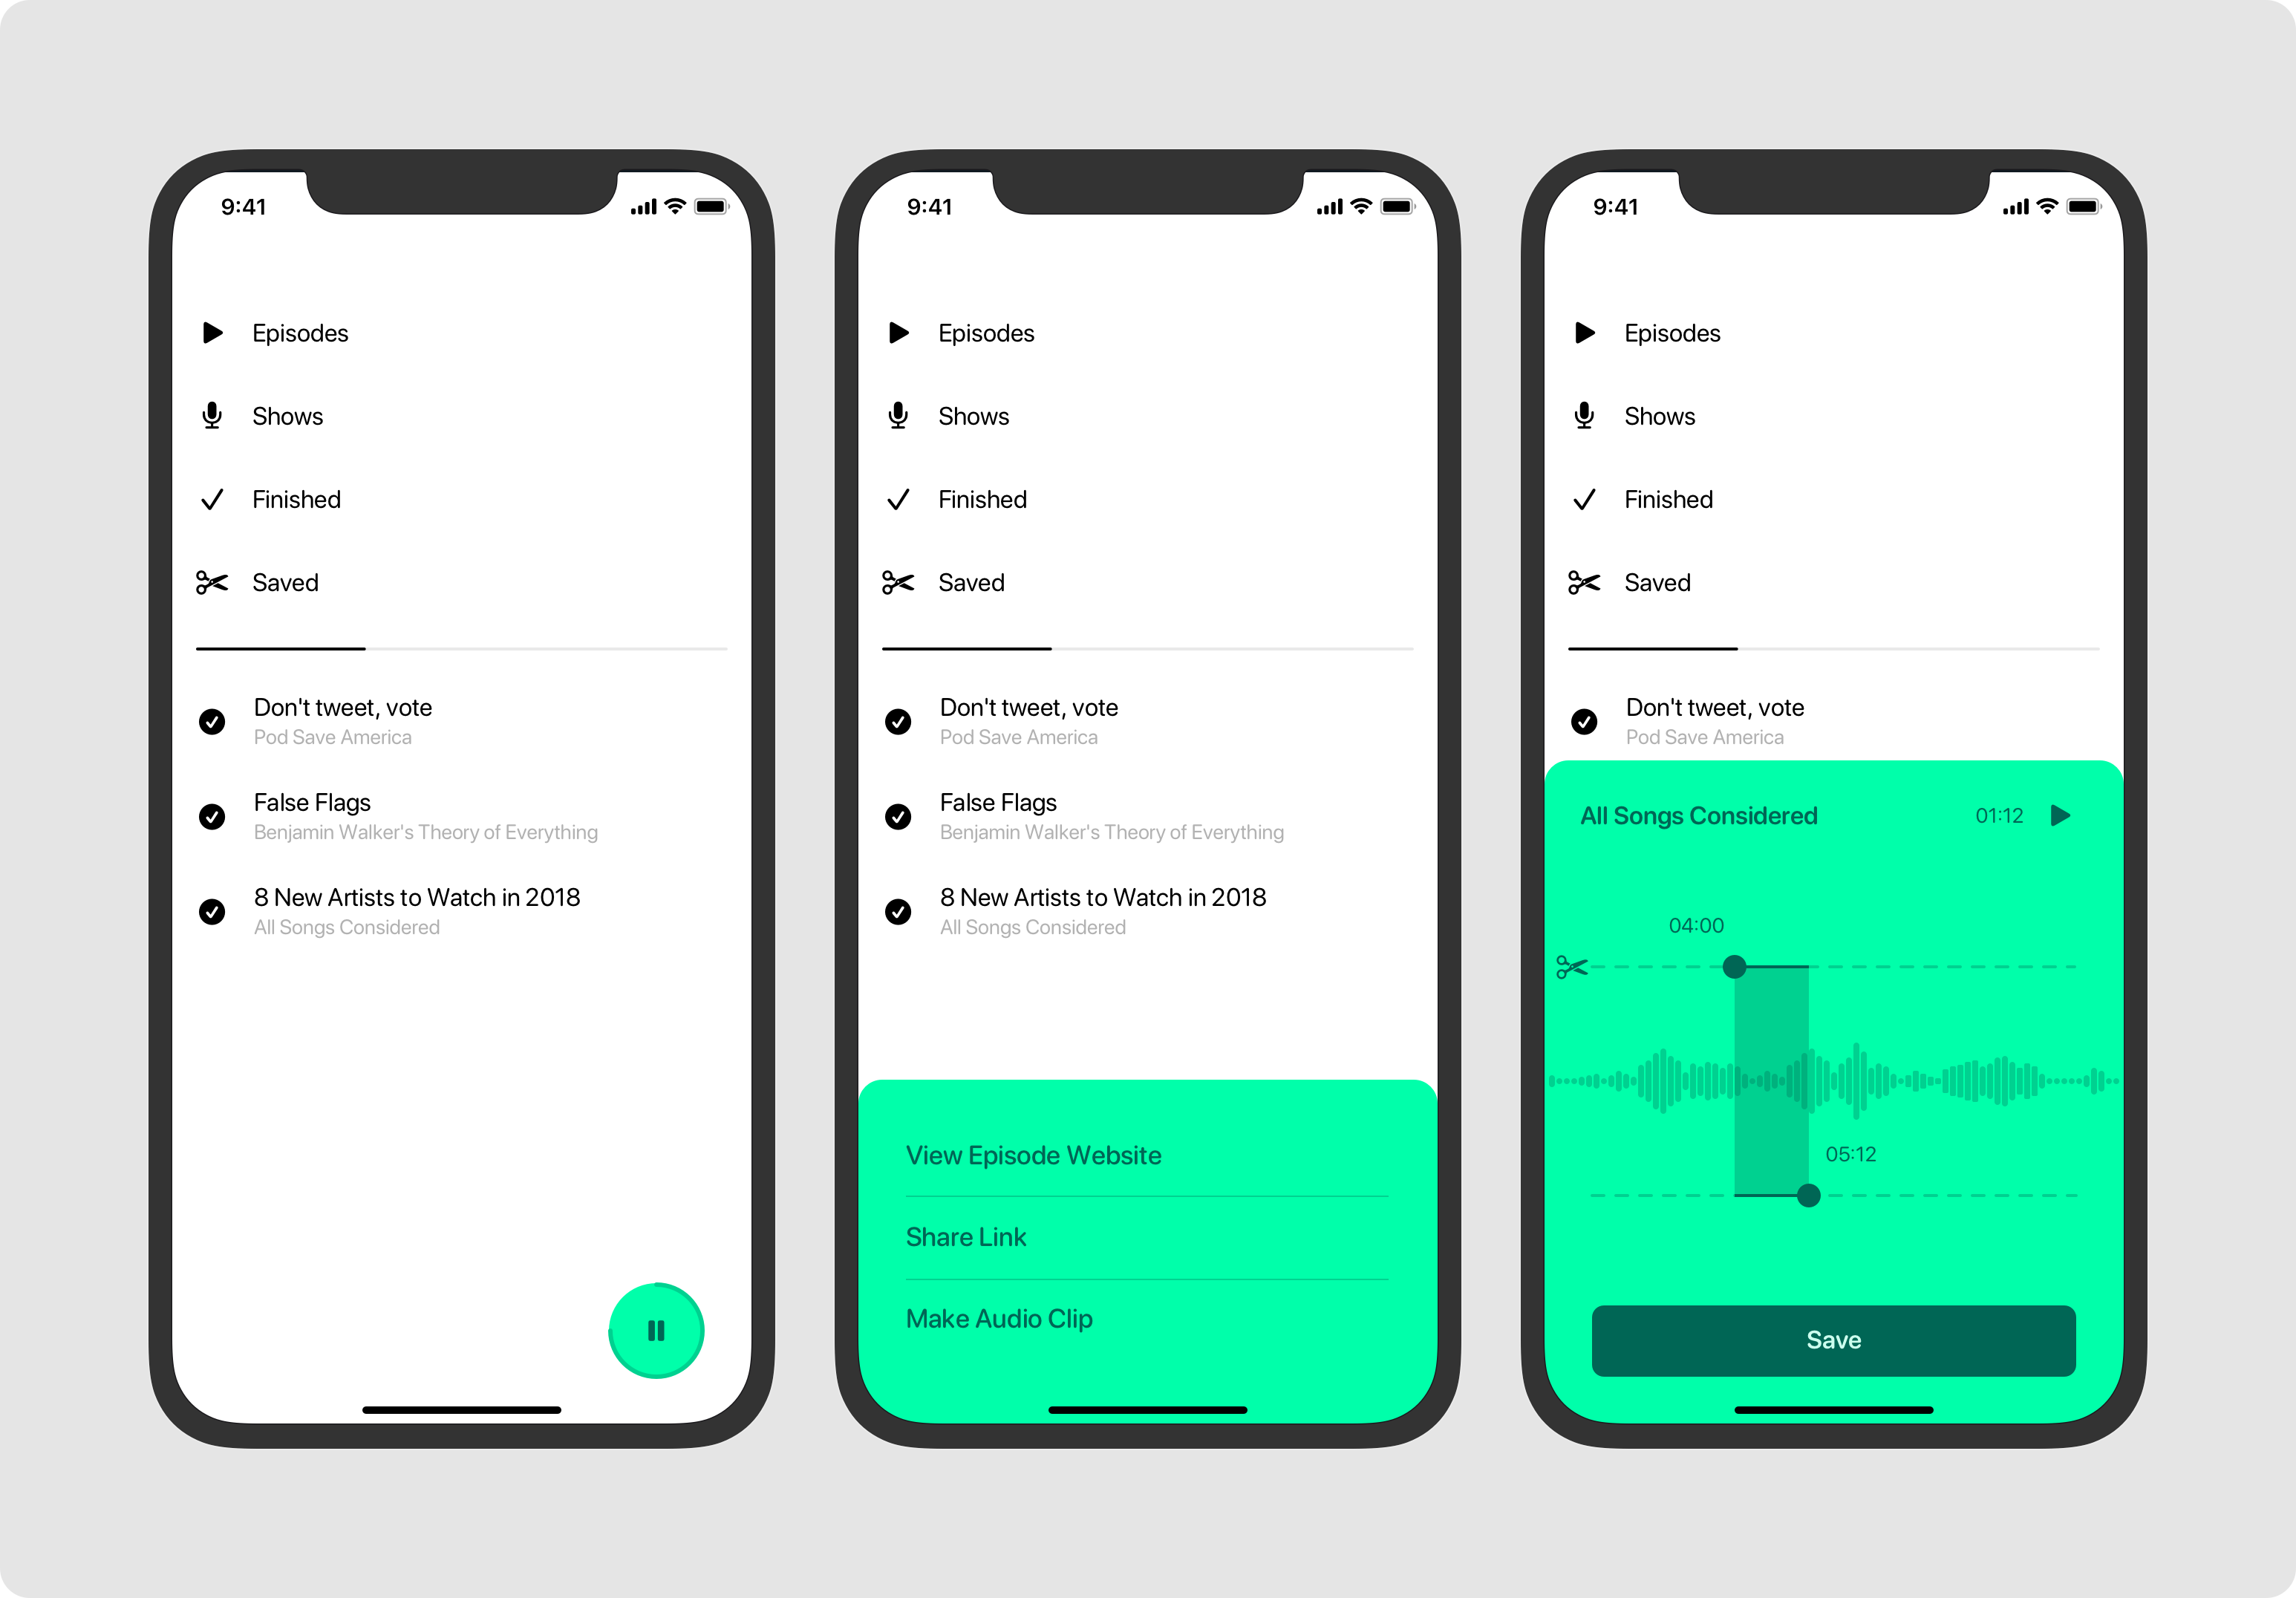 9:41
Episodes
Shows
Finished
Saved
Don't tweet, vote
Pod Save America
False Flags
Benjamin Walker's Theory of Everything
8 New Artists to Watch in 2018
All Songs Considered
9:41
Episodes
Shows
Finished
Saved
Don't tweet, vote
Pod Save America
False Flags
Benjamin Walker's Theory of Everything
8 New Artists to Watch in 2018
All Songs Considered
View Episode Website
Share Link
Make Audio Clip
9:41
Episodes
Shows
Finished
Saved
Don't tweet, vote
Pod Save America
All Songs Considered 01:12
04:00
05:12
Save